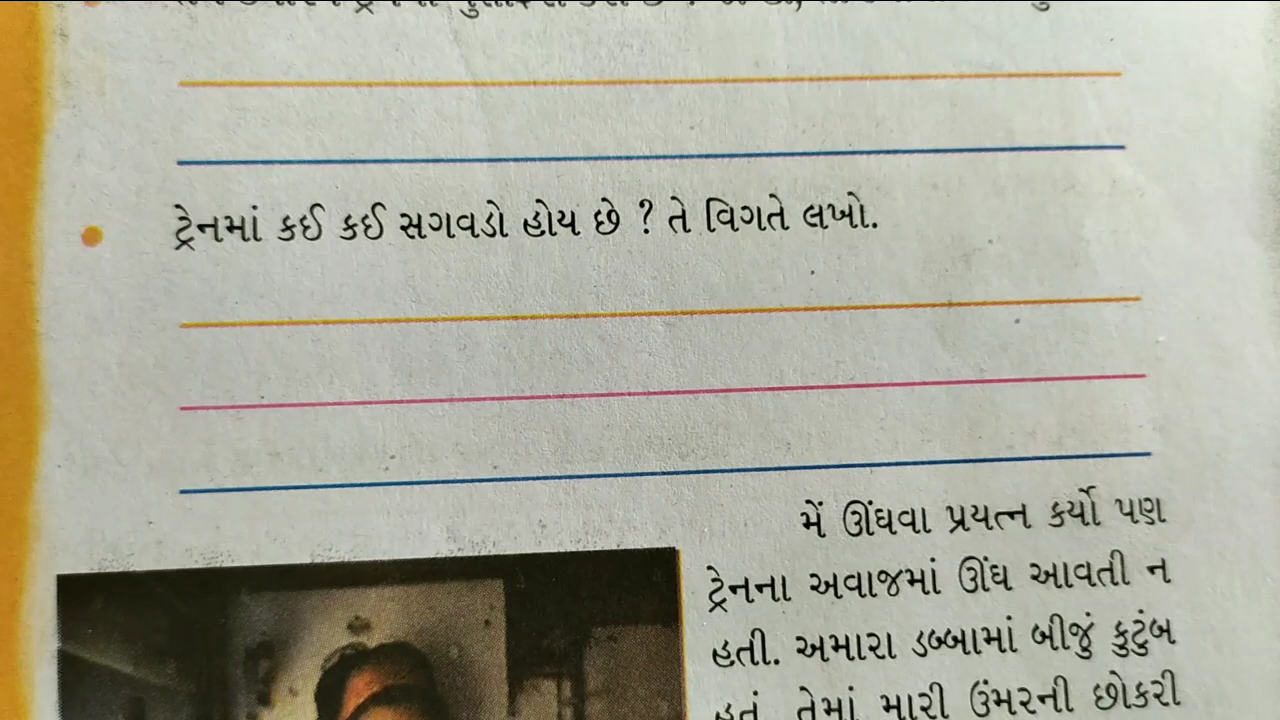 ટ્રેનમાં કઈ કઈ સગવડો હોય છે ? તે વિગતે લખો.
મેં ઊંઘવા પ્રયત્ન કર્યો પણ
ટ્રેનના અવાજમાં ઊંઘ આવતી ન
હતી. અમારા ડબ્બામાં બીજું કુટુંબ
હતું. તેમાં મારી ઉંમરની છોકરી